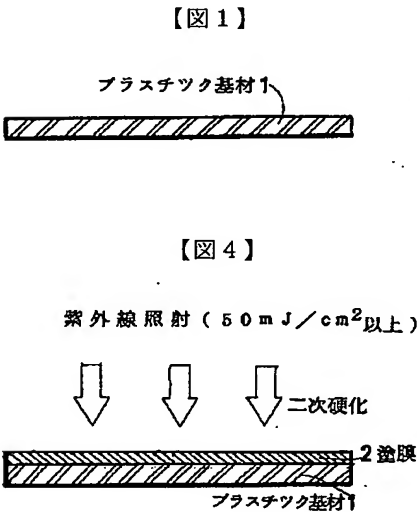 【図1】
プラスチツク基材1
【図4】
紫外線照射(50mJ/cm²以上)
二次硬化
2塗膜
プラスチツク基材1